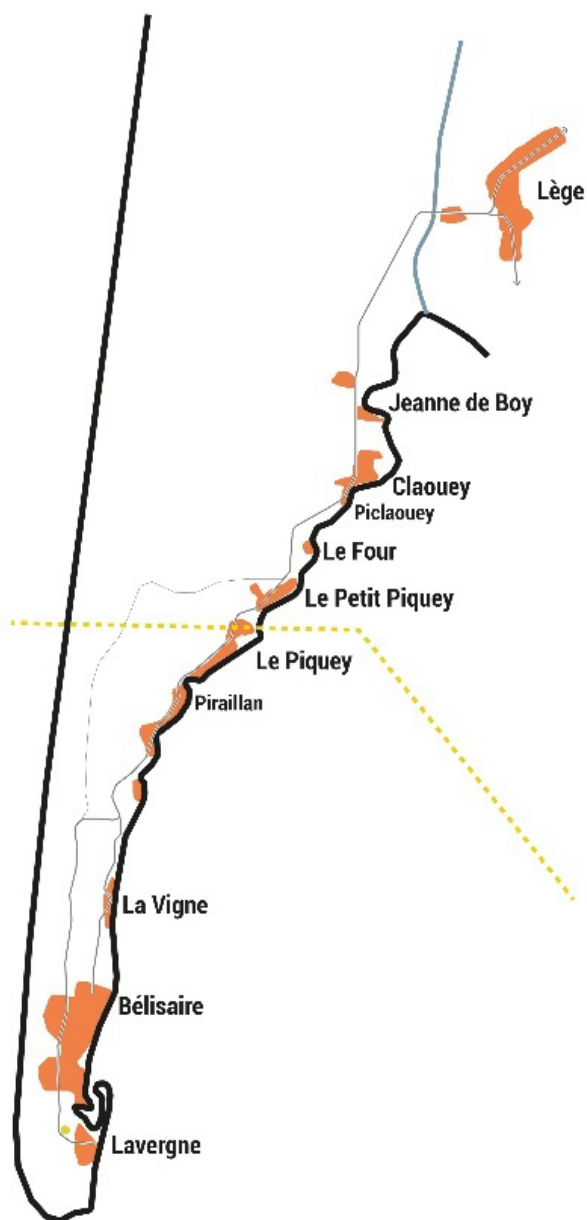 Lège
Jeanne de Boy
Claouey
Piclaouey
Le Four
Le Petit Piquey
Le Piquey
Piraillan
La Vigne
Bélisaire
Lavergne